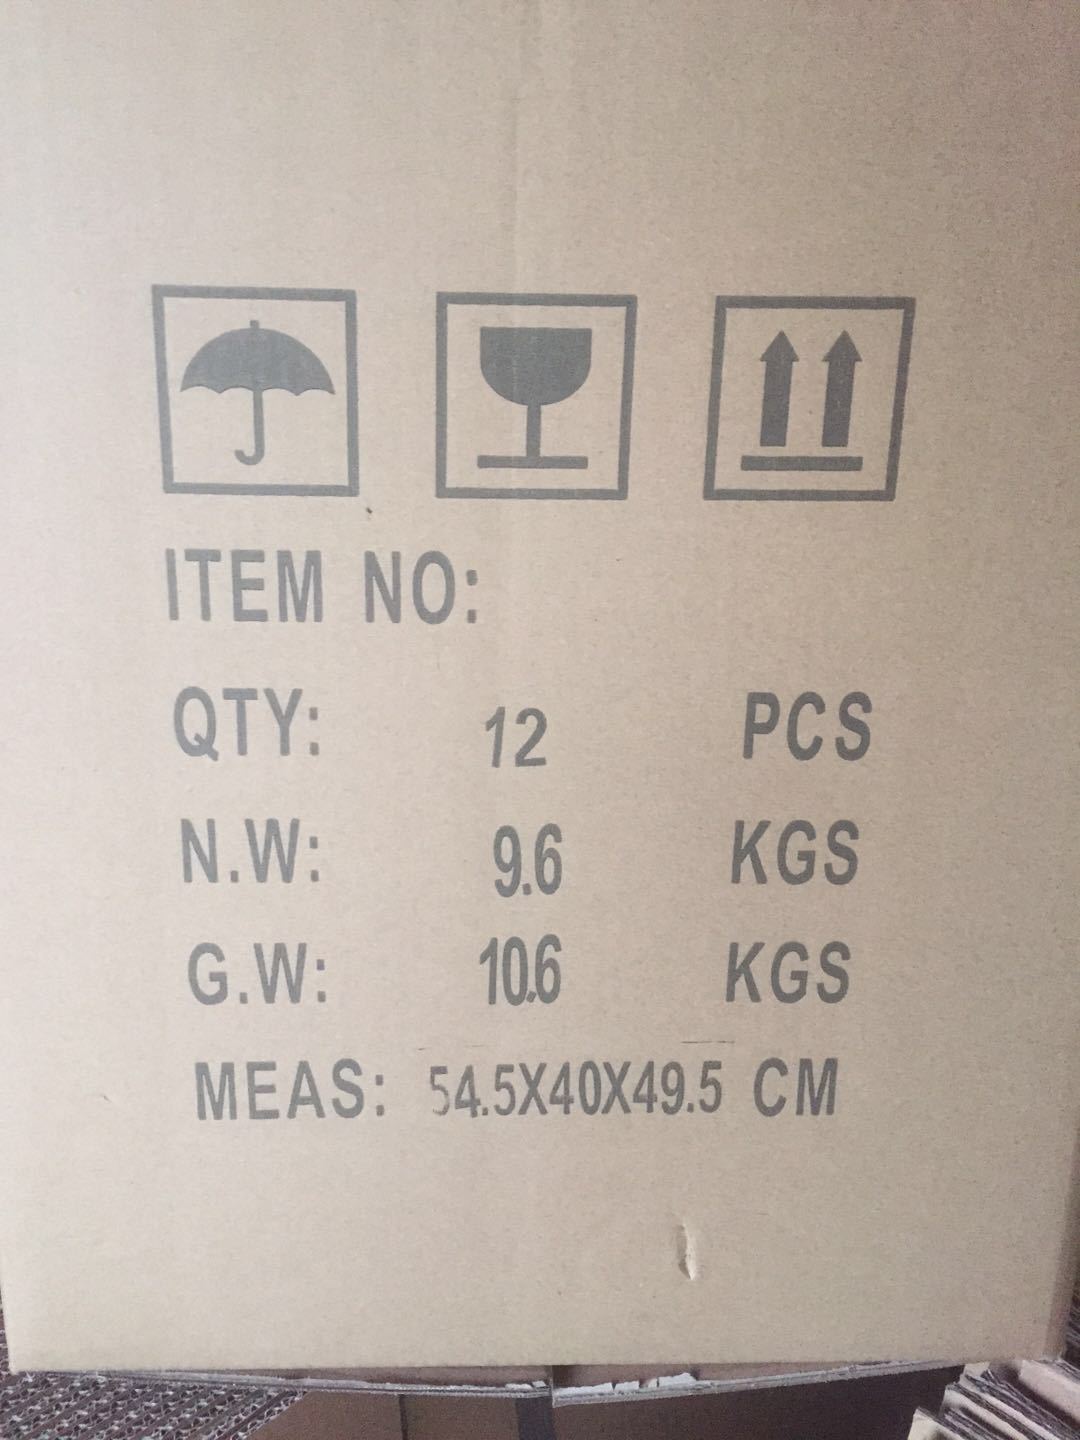 ITEM NO:
QTY: 12 PCS
N.W: 9.6 KGS
G.W: 10.6 KGS
MEAS: 54.5X40X49.5 CM